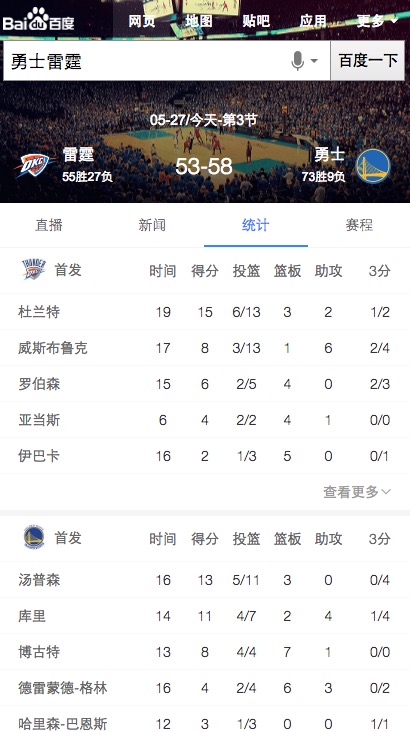 Bai百度 网页 地图 贴吧 应用 更多
勇士雷霆 百度一下
05-27/今天-第3节
OKC 雷霆 53-58 勇士
55胜27负 73胜9负
直播 新闻 统计 赛程
THUNDER 首发 时间 得分 投篮 篮板 助攻 3分
杜兰特 19 15 6/13 3 2 1/2
威斯布鲁克 17 8 3/13 1 6 2/4
罗伯森 15 6 2/5 4 0 2/3
亚当斯 6 4 2/2 4 1 0/0
伊巴卡 16 2 1/3 5 0 0/1
查看更多
首发 时间 得分 投篮 篮板 助攻 3分
汤普森 16 13 5/11 3 0 0/4
库里 14 11 4/7 2 4 1/4
博古特 13 8 4/4 7 1 0/0
德雷蒙德-格林 16 4 2/4 6 3 0/2
哈里森-巴恩斯 12 3 1/3 0 0 1/1